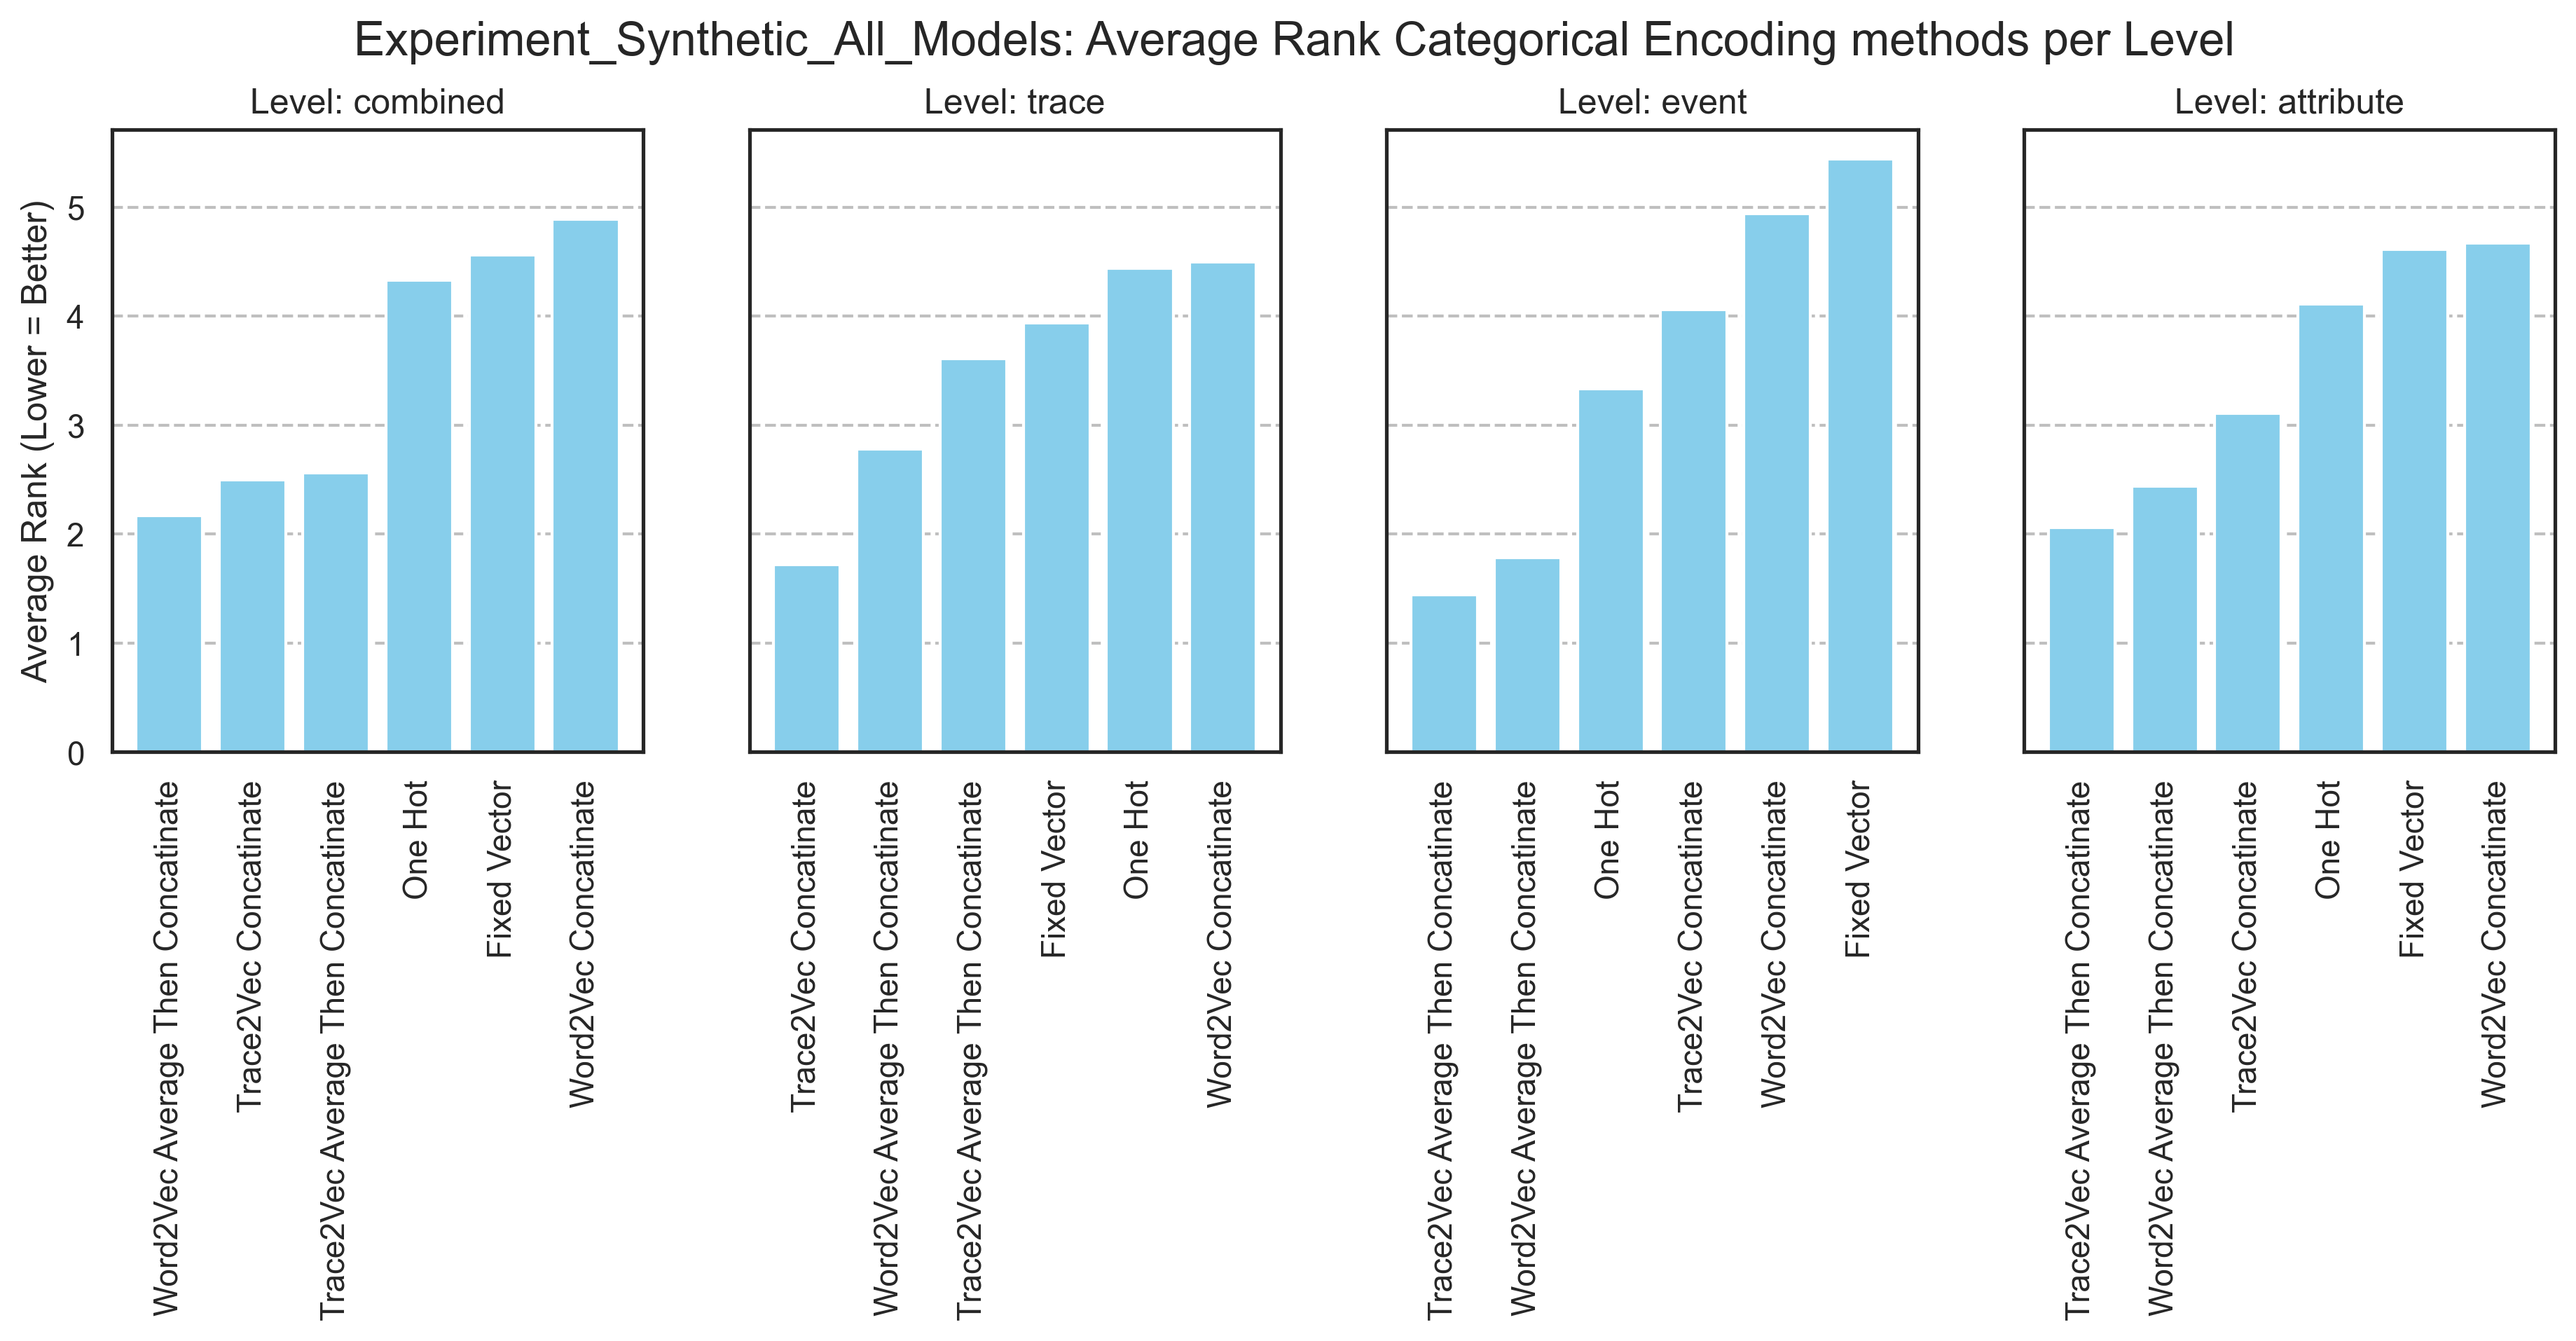 Experiment_Synthetic_All_Models: Average Rank Categorical Encoding methods per Level
Level: combined
Average Rank (Lower = Better)
5
4
3
2
1
0
Word2Vec Average Then Concatinate
Trace2Vec Concatinate
Trace2Vec Average Then Concatinate
One Hot
Fixed Vector
Word2Vec Concatinate
Level: trace
Trace2Vec Concatinate
Word2Vec Average Then Concatinate
Trace2Vec Average Then Concatinate
Fixed Vector
One Hot
Word2Vec Concatinate
Level: event
Trace2Vec Average Then Concatinate
Word2Vec Average Then Concatinate
One Hot
Trace2Vec Concatinate
Word2Vec Concatinate
Fixed Vector
Level: attribute
Trace2Vec Average Then Concatinate
Word2Vec Average Then Concatinate
Trace2Vec Concatinate
One Hot
Fixed Vector
Word2Vec Concatinate